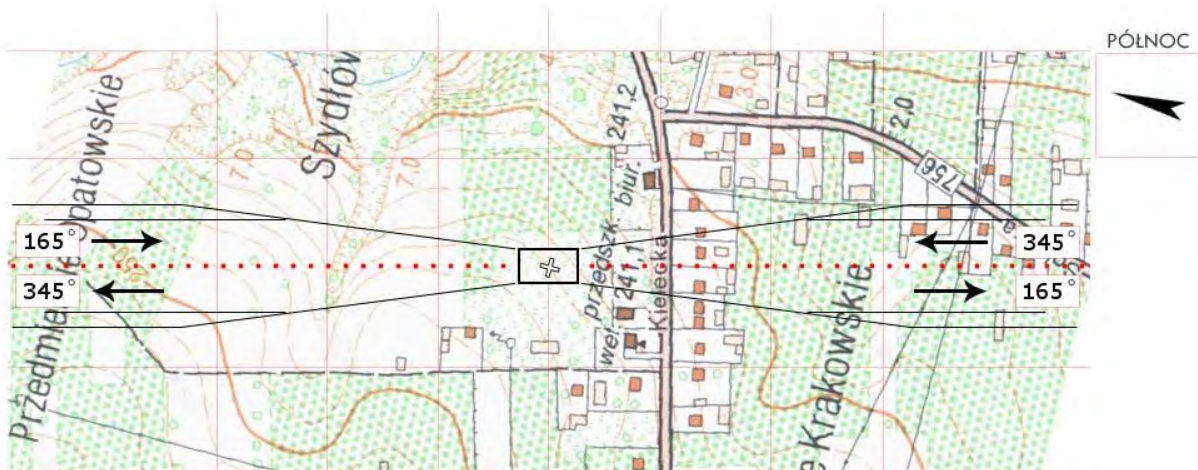 PÓŁNOC
Szydłów
Przedmieście Opatowskie
7.0
7.0
241,2
przedszk. biur.
wet. 241,1
Kielecka
3,0
2,0
756
165°
345°
345°
165°
Krakowskie